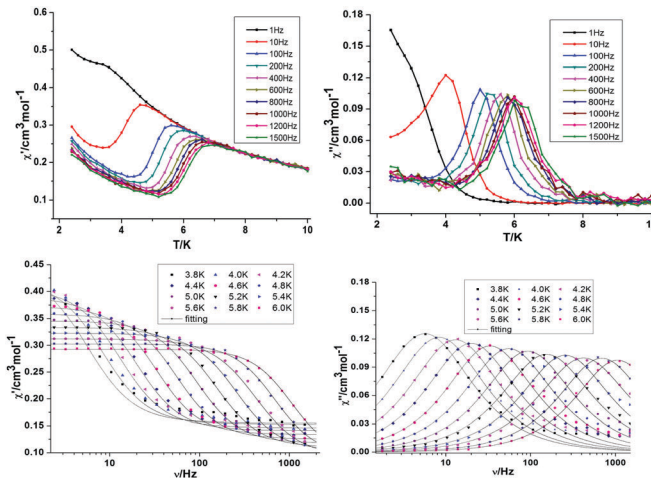 χ'/cm³mol-1
0.5
0.4
0.3
0.2
0.1
2 4 6 8 10
T/K
1Hz
10Hz
100Hz
200Hz
400Hz
600Hz
800Hz
1000Hz
1200Hz
1500Hz
χ''/cm³mol-1
0.18
0.15
0.12
0.09
0.06
0.03
0.00
2 4 6 8 10
T/K
1Hz
10Hz
100Hz
200Hz
400Hz
600Hz
800Hz
1000Hz
1200Hz
1500Hz
χ'/cm³mol-1
0.40
0.35
0.30
0.25
0.20
0.15
0.10
10 100 1000
ν/Hz
3.8K 4.0K 4.2K
4.4K 4.6K 4.8K
5.0K 5.2K 5.4K
5.6K 5.8K 6.0K
fitting
χ''/cm³mol-1
0.18
0.15
0.12
0.09
0.06
0.03
0.00
10 100 1000
ν/Hz
3.8K 4.0K 4.2K
4.4K 4.6K 4.8K
5.0K 5.2K 5.4K
5.6K 5.8K 6.0K
fitting